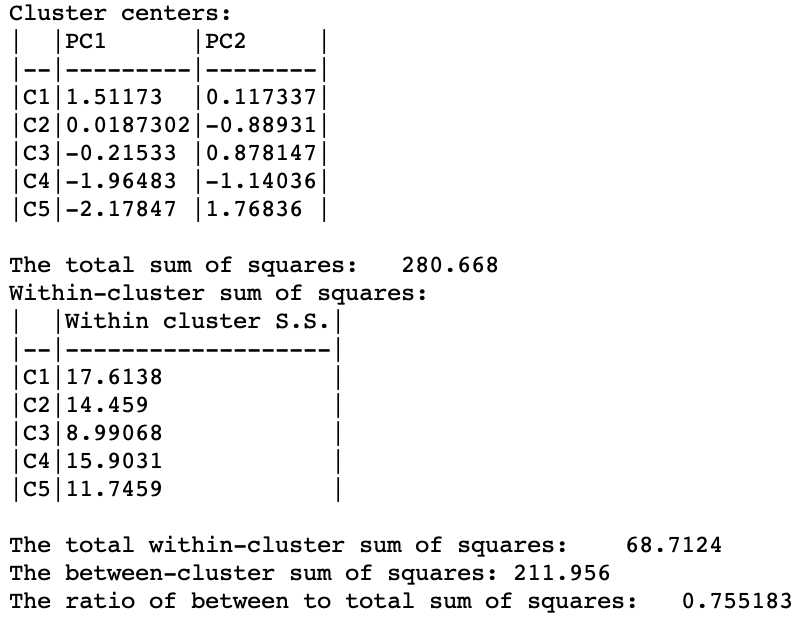 Cluster centers:
|  |PC1      |PC2     |
|--|---------|--------|
|C1|1.51173  |0.117337|
|C2|0.0187302|-0.88931|
|C3|-0.21533 |0.878147|
|C4|-1.96483 |-1.14036|
|C5|-2.17847 |1.76836 |
The total sum of squares:   280.668
Within-cluster sum of squares:
|  |Within cluster S.S.|
|--|-------------------|
|C1|17.6138            |
|C2|14.459             |
|C3|8.99068            |
|C4|15.9031            |
|C5|11.7459            |
The total within-cluster sum of squares:    68.7124
The between-cluster sum of squares: 211.956
The ratio of between to total sum of squares:   0.755183